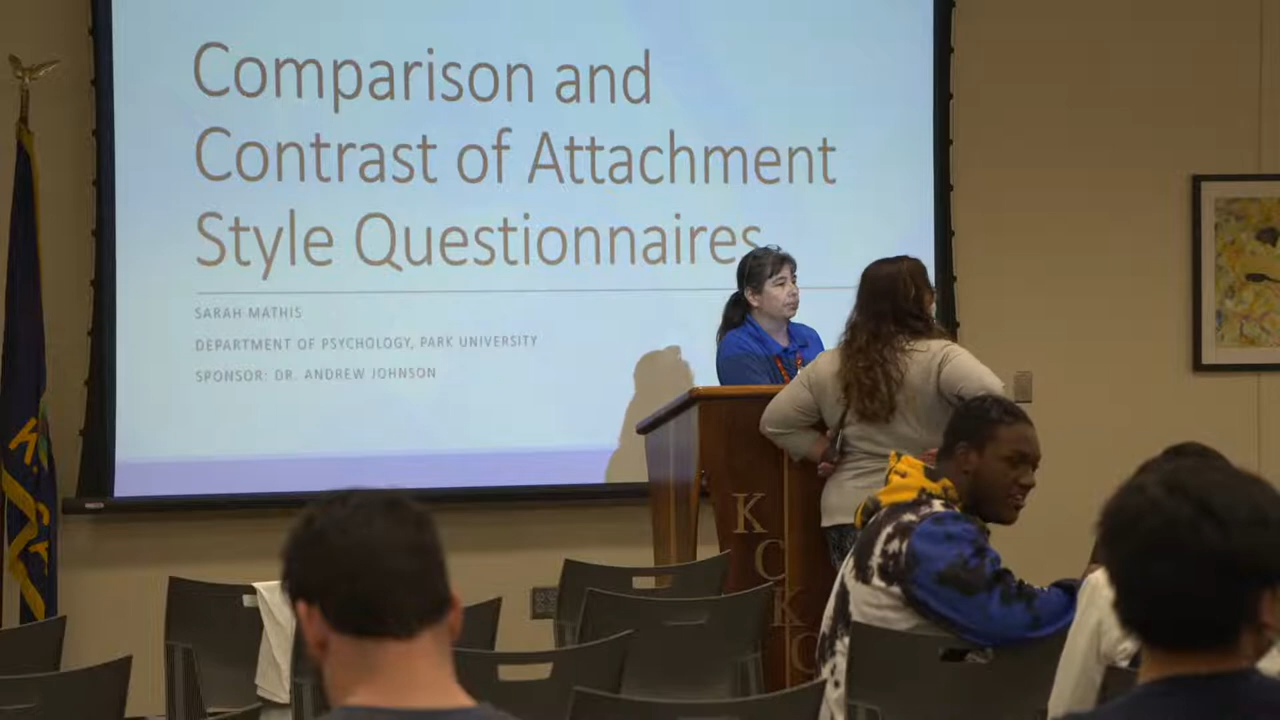 Comparison and
Contrast of Attachment
Style Questionnaires
SARAH MATHIS
DEPARTMENT OF PSYCHOLOGY, PARK UNIVERSITY
SPONSOR: DR. ANDREW JOHNSON
K
C
K
C